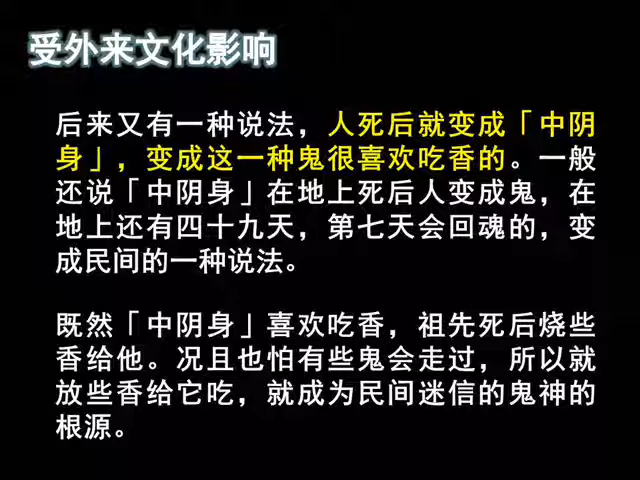 受外来文化影响
后来又有一种说法，人死后就变成「中阴
身」，变成这一种鬼很喜欢吃香的。一般
还说「中阴身」在地上死后人变成鬼，在
地上还有四十九天，第七天会回魂的，变
成民间的一种说法。
既然「中阴身」喜欢吃香，祖先死后烧些
香给他。况且也怕有些鬼会走过，所以就
放些香给它吃，就成为民间迷信的鬼神的
根源。